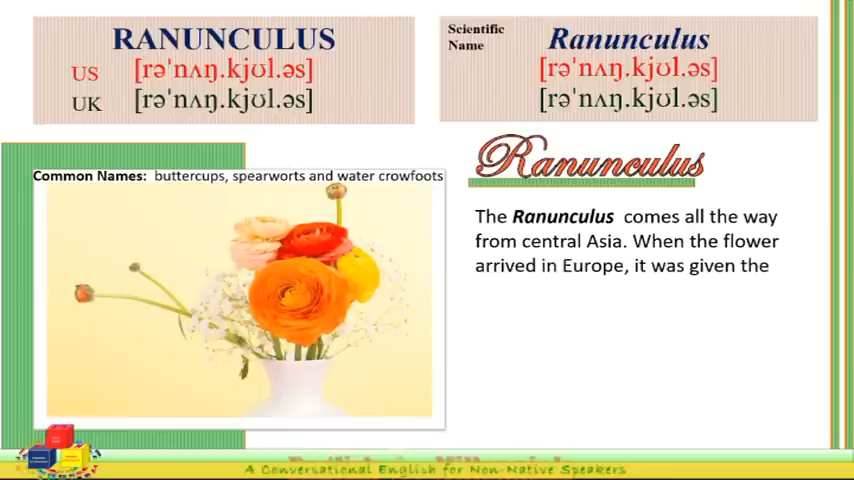 RANUNCULUS
US [rəˈnʌŋ.kjʊl.əs]
UK [rəˈnʌŋ.kjʊl.əs]
Scientific
Name
Ranunculus
[rəˈnʌŋ.kjʊl.əs]
[rəˈnʌŋ.kjʊl.əs]
Common Names: buttercups, spearworts and water crowfoots
Ranunculus
The Ranunculus comes all the way
from central Asia. When the flower
arrived in Europe, it was given the
A Conversational English for Non-Native Speakers